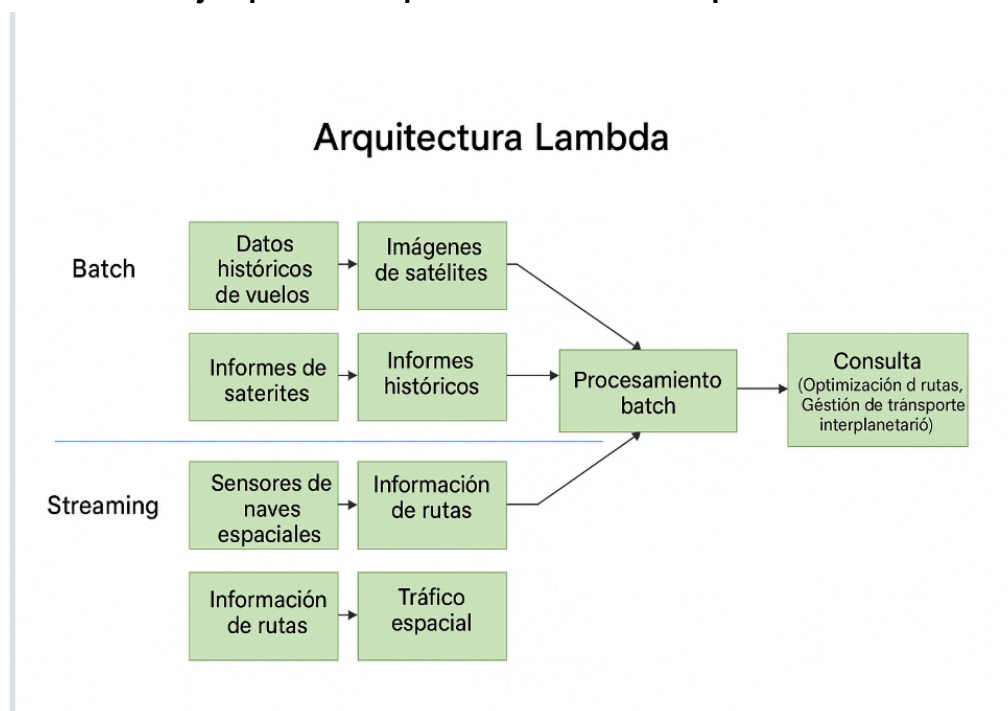 Arquitectura Lambda
Batch
Datos
históricos
de vuelos
Imágenes
de satélites
Informes de
saterites
Informes
históricos
Procesamiento
batch
Consulta
(Optimización d rutas,
Géstión de tránsporte
interplanetarió)
Streaming
Sensores de
naves
espaciales
Información
de rutas
Información
de rutas
Tráfico
espacial